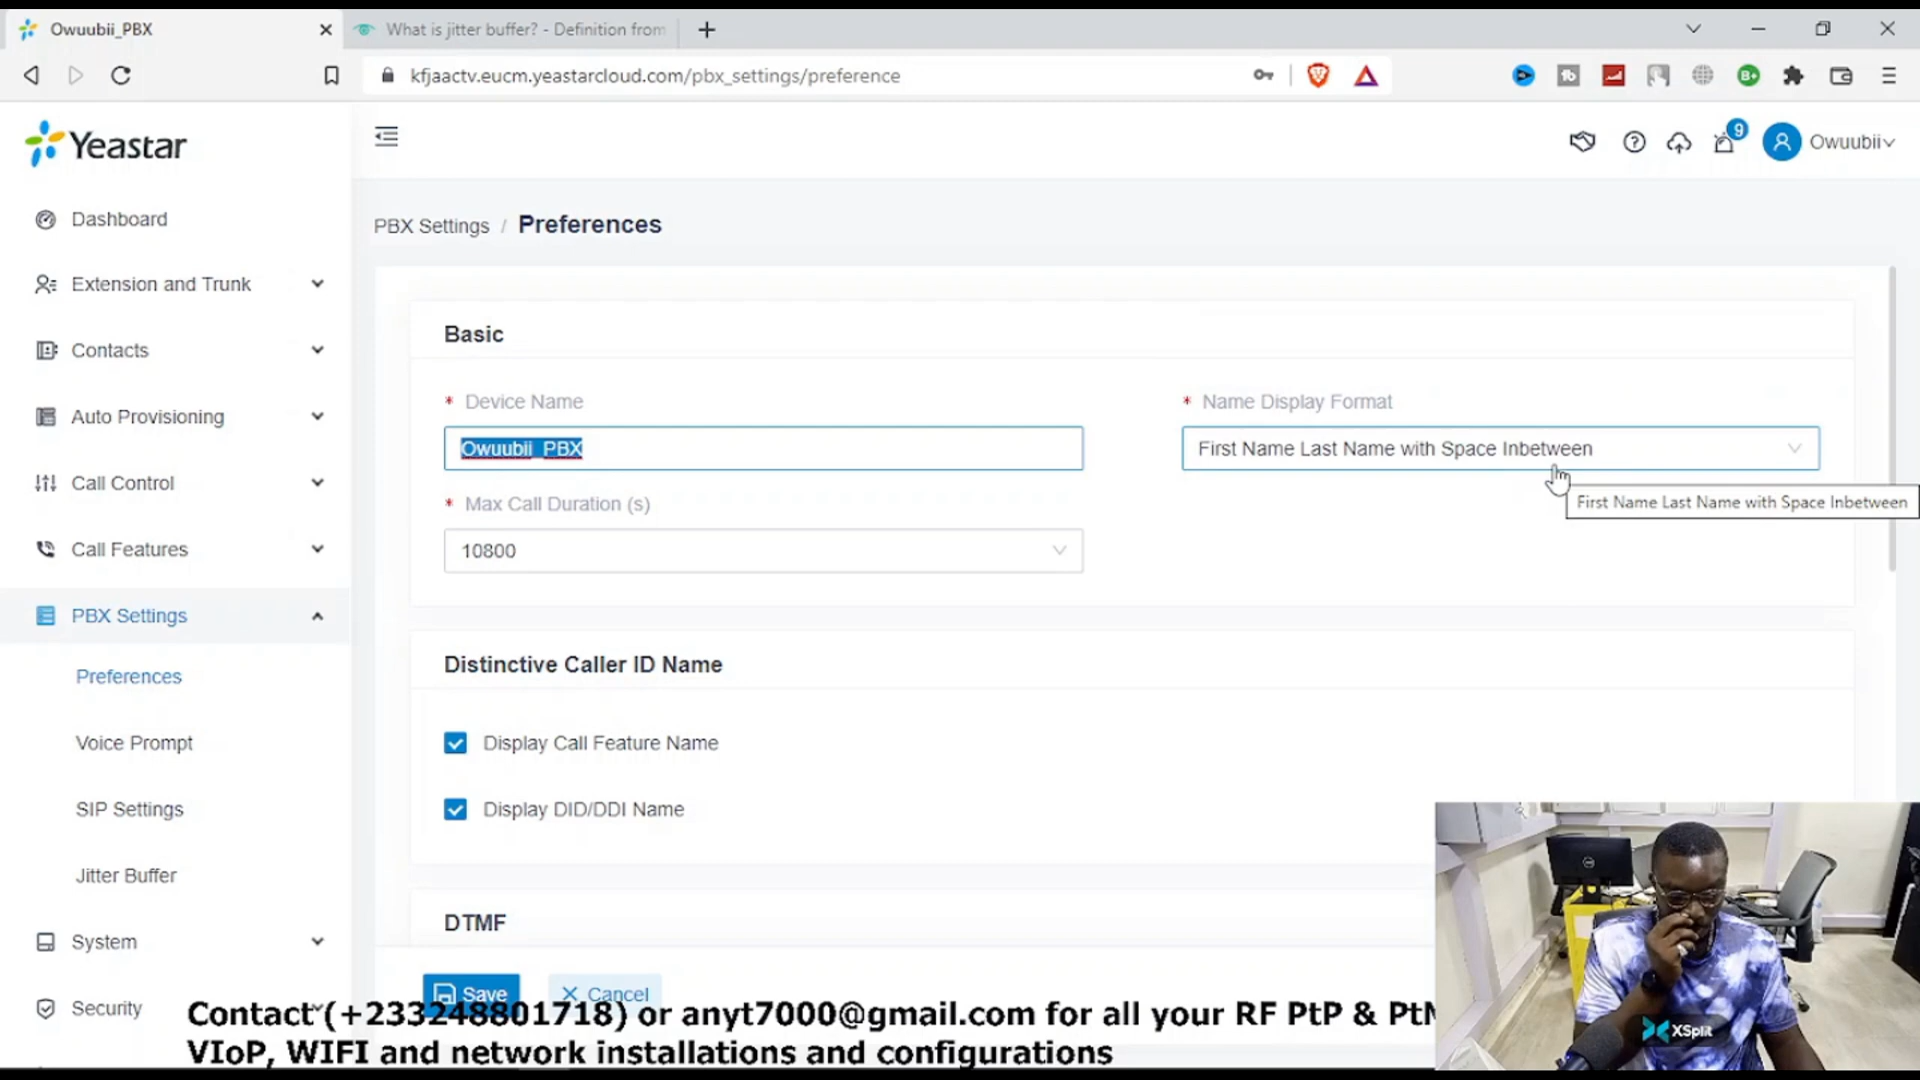 Owuubii_PBX
What is jitter buffer? - Definition from
kfjaactv.eucm.yeastarcloud.com/pbx_settings/preference
Yeastar
9
Owuubii
Dashboard
Extension and Trunk
Contacts
Auto Provisioning
Call Control
Call Features
PBX Settings
Preferences
Voice Prompt
SIP Settings
Jitter Buffer
System
Security
PBX Settings / Preferences
Basic
* Device Name
Owuubii_PBX
* Name Display Format
First Name Last Name with Space Inbetween
First Name Last Name with Space Inbetween
* Max Call Duration (s)
10800
Distinctive Caller ID Name
Display Call Feature Name
Display DID/DDI Name
DTMF
Save
Cancel
Contact (+233248801718) or anyt7000@gmail.com for all your RF PtP & PtM
VIoP, WIFI and network installations and configurations
XSplit